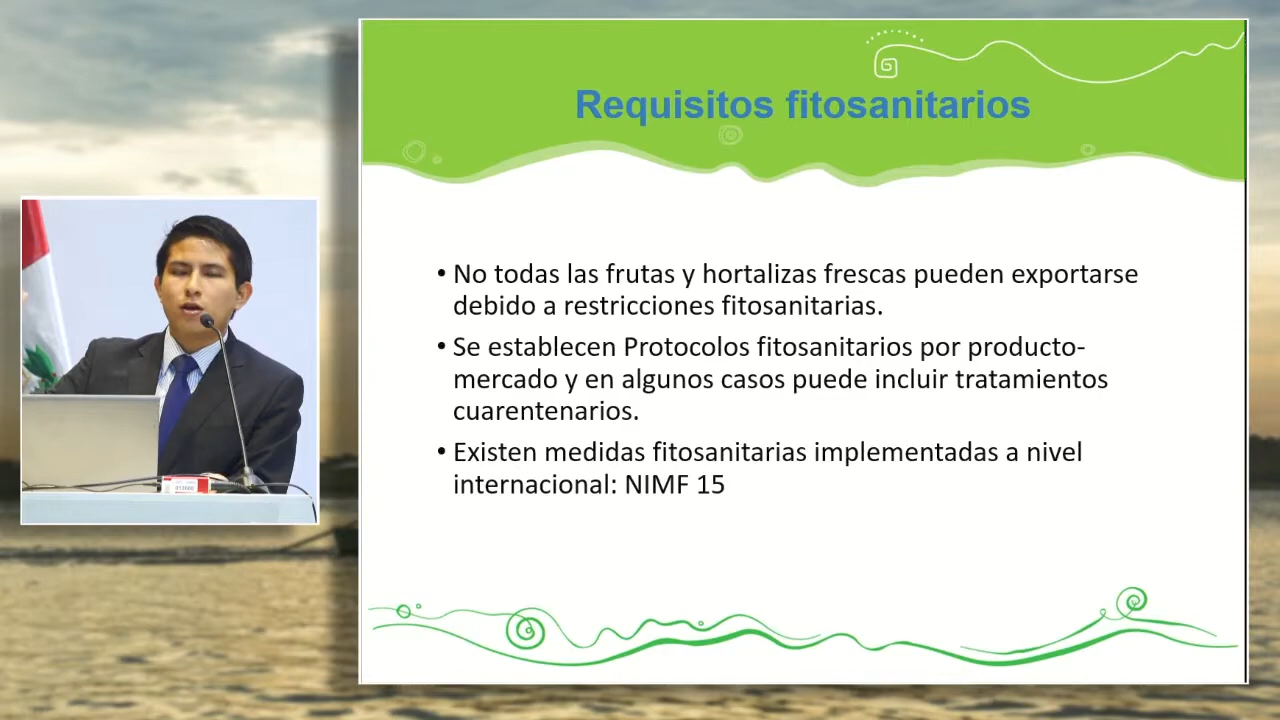 Requisitos fitosanitarios
• No todas las frutas y hortalizas frescas pueden exportarse
debido a restricciones fitosanitarias.
• Se establecen Protocolos fitosanitarios por producto-
mercado y en algunos casos puede incluir tratamientos
cuarentenarios.
• Existen medidas fitosanitarias implementadas a nivel
internacional: NIMF 15